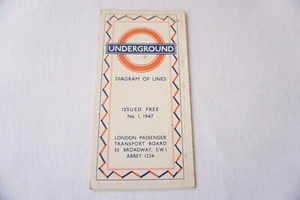 UNDERGROUND
DIAGRAM OF LINES
ISSUED FREE
No. 1, 1947
LONDON PASSENGER
TRANSPORT BOARD
55 BROADWAY, S.W.1
ABBEY 1234